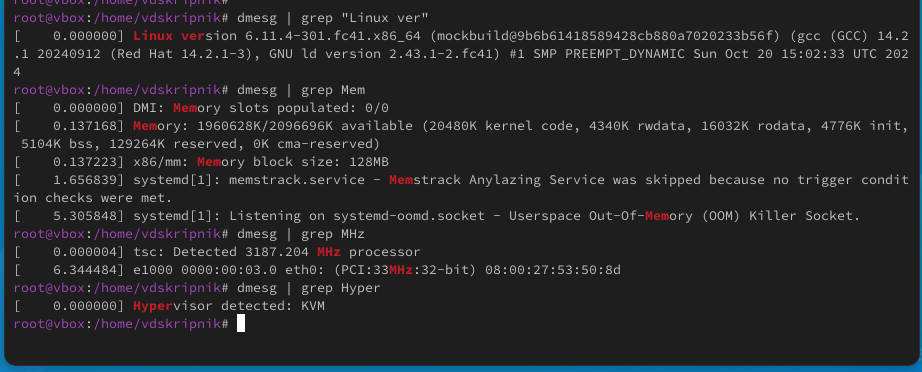 root@vbox:/home/vdskripnik#
root@vbox:/home/vdskripnik# dmesg | grep "Linux ver"
[    0.000000] Linux version 6.11.4-301.fc41.x86_64 (mockbuild@9b6b61418589428cb880a7020233b56f) (gcc (GCC) 14.2
.1 20240912 (Red Hat 14.2.1-3), GNU ld version 2.43.1-2.fc41) #1 SMP PREEMPT_DYNAMIC Sun Oct 20 15:02:33 UTC 202
4
root@vbox:/home/vdskripnik# dmesg | grep Mem
[    0.000000] DMI: Memory slots populated: 0/0
[    0.137168] Memory: 1960628K/2096696K available (20480K kernel code, 4340K rwdata, 16032K rodata, 4776K init,
 5104K bss, 129264K reserved, 0K cma-reserved)
[    0.137223] x86/mm: Memory block size: 128MB
[    1.656839] systemd[1]: memstrack.service - Memstrack Anylazing Service was skipped because no trigger condit
ion checks were met.
[    5.305848] systemd[1]: Listening on systemd-oomd.socket - Userspace Out-Of-Memory (OOM) Killer Socket.
root@vbox:/home/vdskripnik# dmesg | grep MHz
[    0.000004] tsc: Detected 3187.204 MHz processor
[    6.344484] e1000 0000:00:03.0 eth0: (PCI:33MHz:32-bit) 08:00:27:53:50:8d
root@vbox:/home/vdskripnik# dmesg | grep Hyper
[    0.000000] Hypervisor detected: KVM
root@vbox:/home/vdskripnik#